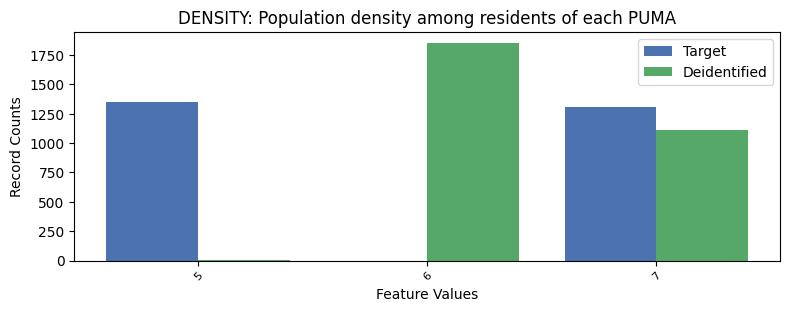 DENSITY: Population density among residents of each PUMA
Target
Deidentified
Record Counts
1750
1500
1250
1000
750
500
250
0
5
6
7
Feature Values